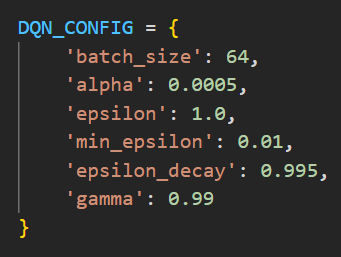 DQN_CONFIG = {
    'batch_size': 64,
    'alpha': 0.0005,
    'epsilon': 1.0,
    'min_epsilon': 0.01,
    'epsilon_decay': 0.995,
    'gamma': 0.99
}